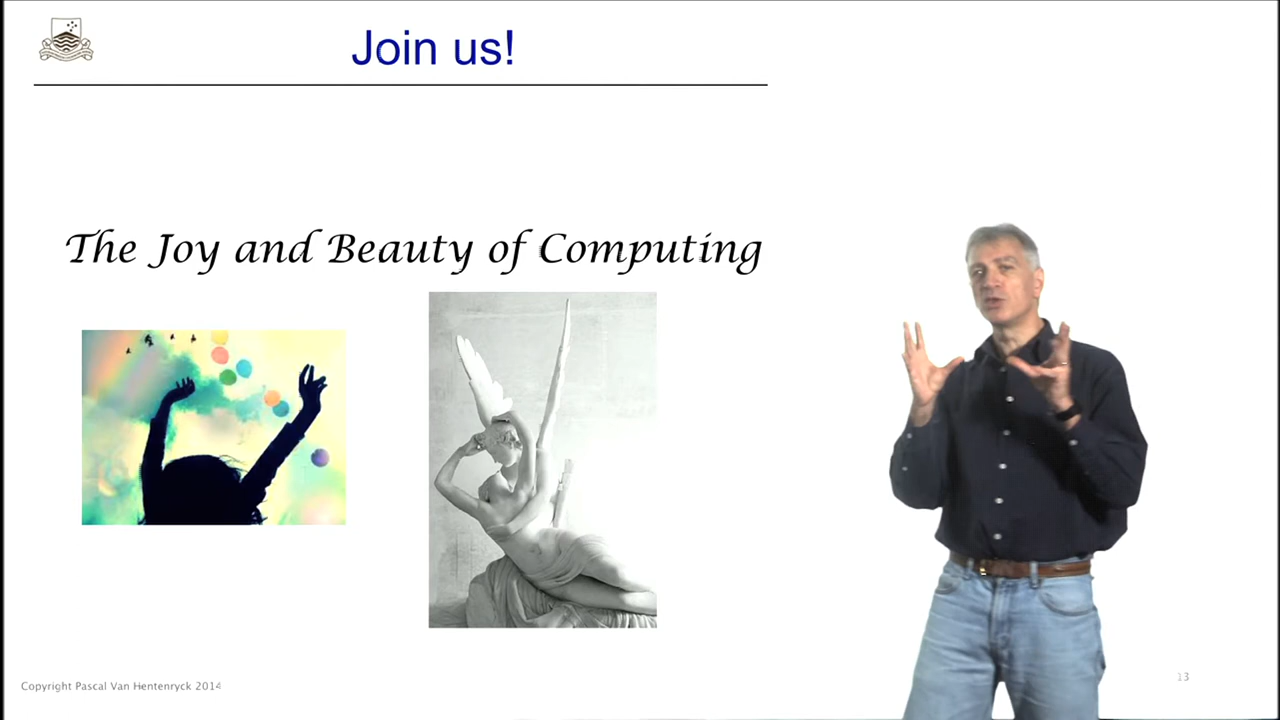 Join us!
The Joy and Beauty of Computing
Copyright Pascal Van Hentenryck 2014
13